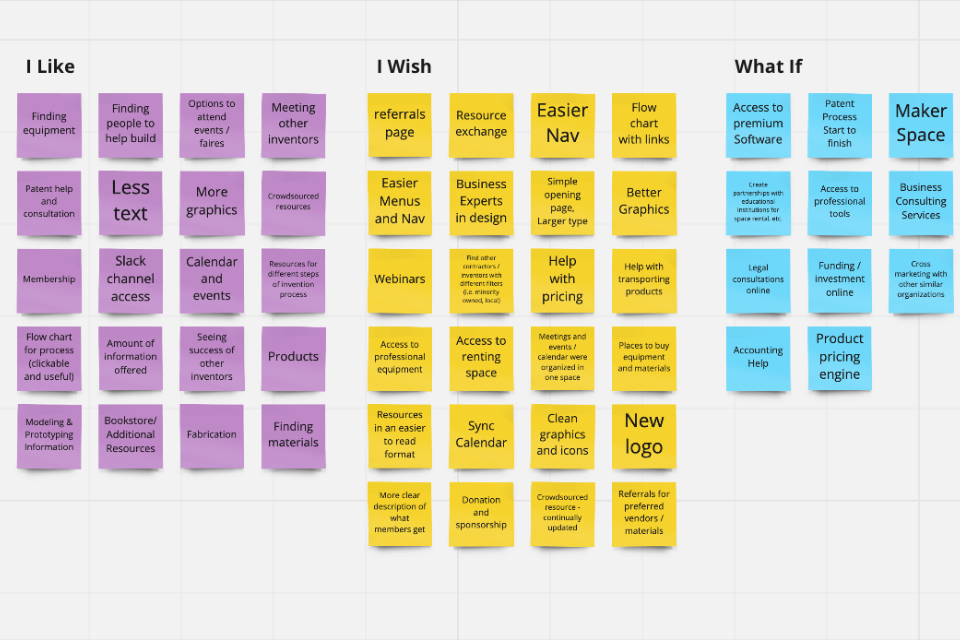 I Like
Finding
equipment
Finding
people to
help build
Options to
attend
events /
faires
Meeting
other
inventors
Patent help
and
consultation
Less
text
More
graphics
Crowdsourced
resources
Membership
Slack
channel
access
Calendar
and
events
Resources for
different steps
of invention
process
Flow chart
for process
(clickable
and useful)
Amount of
information
offered
Seeing
success of
other
inventors
Products
Modeling &
Prototyping
Information
Bookstore/
Additional
Resources
Fabrication
Finding
materials
I Wish
referrals
page
Resource
exchange
Easier
Nav
Flow
chart
with links
Easier
Menus
and Nav
Business
Experts
in design
Simple
opening
page,
Larger type
Better
Graphics
Webinars
Find other
contractors /
inventors with
different filters
(i.e. minority
owned, local)
Help
with
pricing
Help with
transporting
products
Access to
professional
equipment
Access to
renting
space
Meetings and
events /
calendar were
organized in
one space
Places to buy
equipment
and materials
Resources
in an easier
to read
format
Sync
Calendar
Clean
graphics
and icons
New
logo
More clear
description of
what
members get
Donation
and
sponsorship
Crowdsourced
resource -
continually
updated
Referrals for
preferred
vendors /
materials
What If
Access to
premium
Software
Patent
Process
Start to
finish
Maker
Space
Create
partnerships with
educational
institutions for
space rental, etc.
Access to
professional
tools
Business
Consulting
Services
Legal
consultations
online
Funding /
investment
online
Cross
marketing with
other similar
organizations
Accounting
Help
Product
pricing
engine